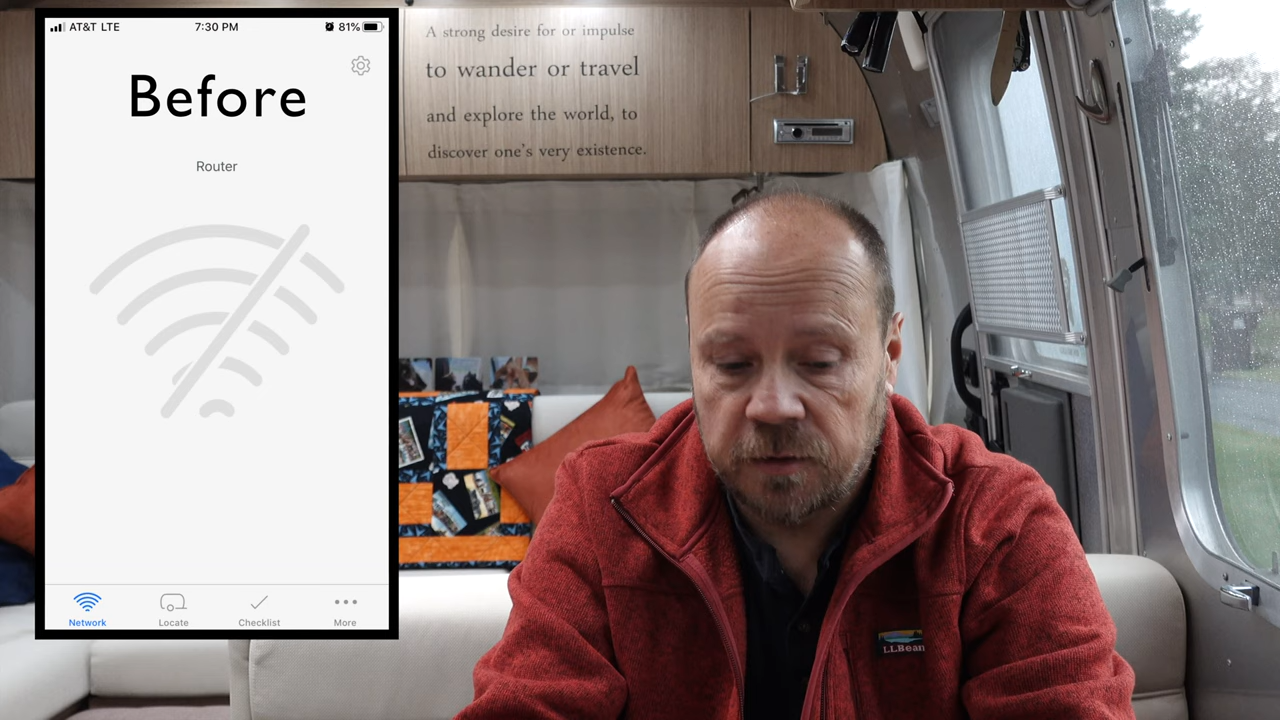 AT&T LTE
7:30 PM
81%
Before
Router
Network
Locate
Checklist
More
A strong desire for or impulse
to wander or travel
and explore the world, to
discover one's very existence.
L.L.Bean